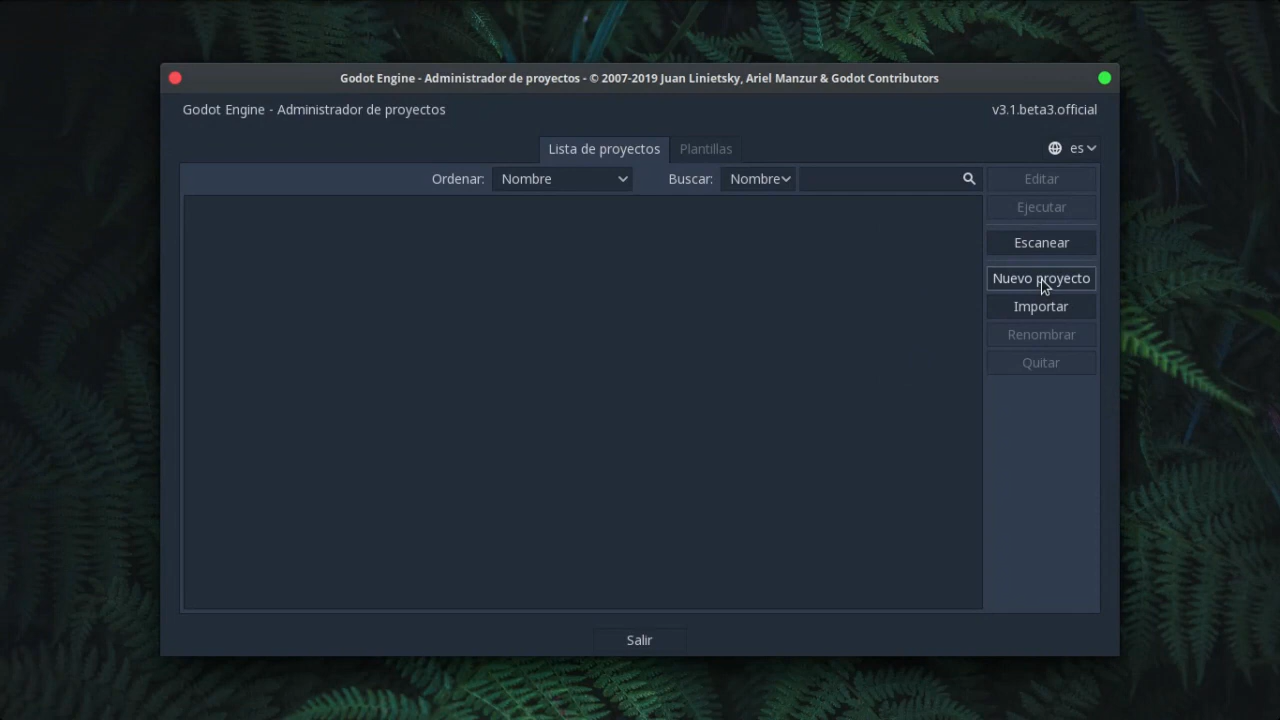 Godot Engine - Administrador de proyectos - © 2007-2019 Juan Linietsky, Ariel Manzur & Godot Contributors
Godot Engine - Administrador de proyectos
v3.1.beta3.official
Lista de proyectos
Plantillas
es
Ordenar:
Nombre
Buscar:
Nombre
Editar
Ejecutar
Escanear
Nuevo proyecto
Importar
Renombrar
Quitar
Salir